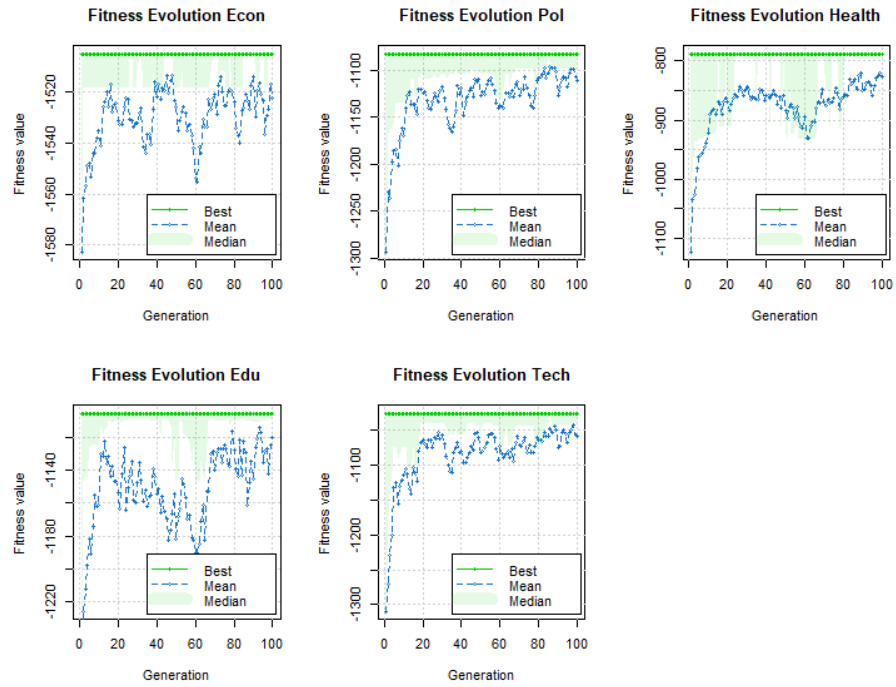 Fitness Evolution Econ
Fitness value
-1520
-1540
-1560
-1580
Best
Mean
Median
0 20 40 60 80 100
Generation
Fitness Evolution Pol
Fitness value
-1100
-1150
-1200
-1250
-1300
Best
Mean
Median
0 20 40 60 80 100
Generation
Fitness Evolution Health
Fitness value
-800
-900
-1000
-1100
Best
Mean
Median
0 20 40 60 80 100
Generation
Fitness Evolution Edu
Fitness value
-1140
-1180
-1220
Best
Mean
Median
0 20 40 60 80 100
Generation
Fitness Evolution Tech
Fitness value
-1100
-1200
-1300
Best
Mean
Median
0 20 40 60 80 100
Generation